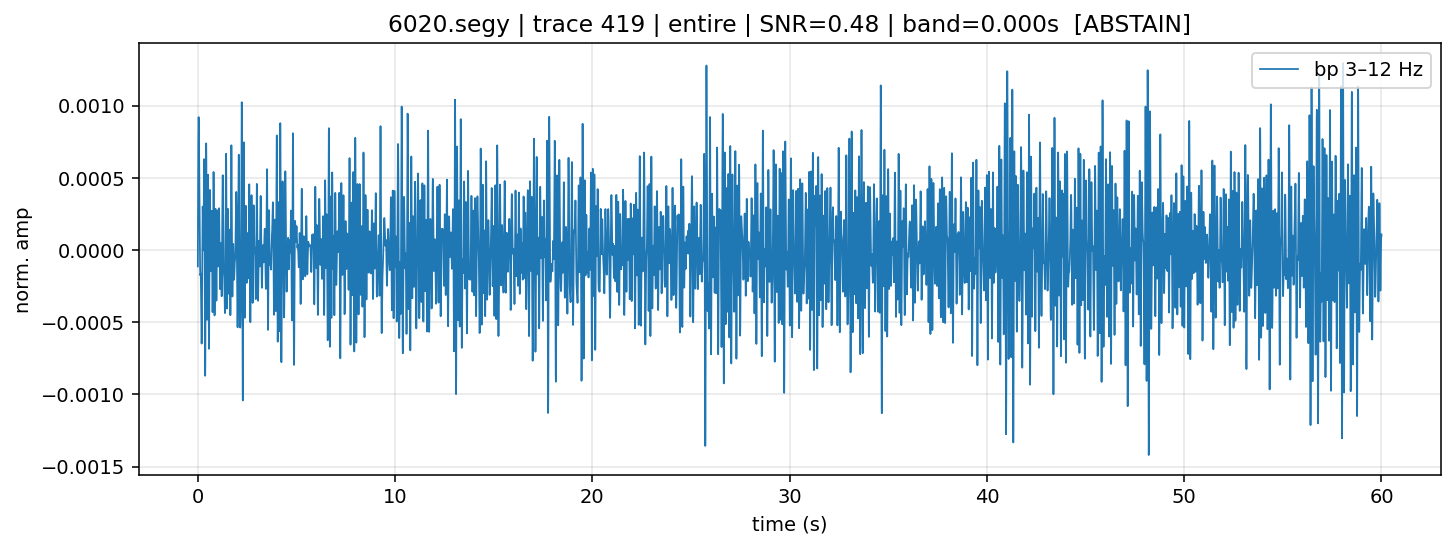 6020.segy | trace 419 | entire | SNR=0.48 | band=0.000s  [ABSTAIN]
bp 3–12 Hz
norm. amp
0.0010
0.0005
0.0000
−0.0005
−0.0010
−0.0015
0 10 20 30 40 50 60
time (s)